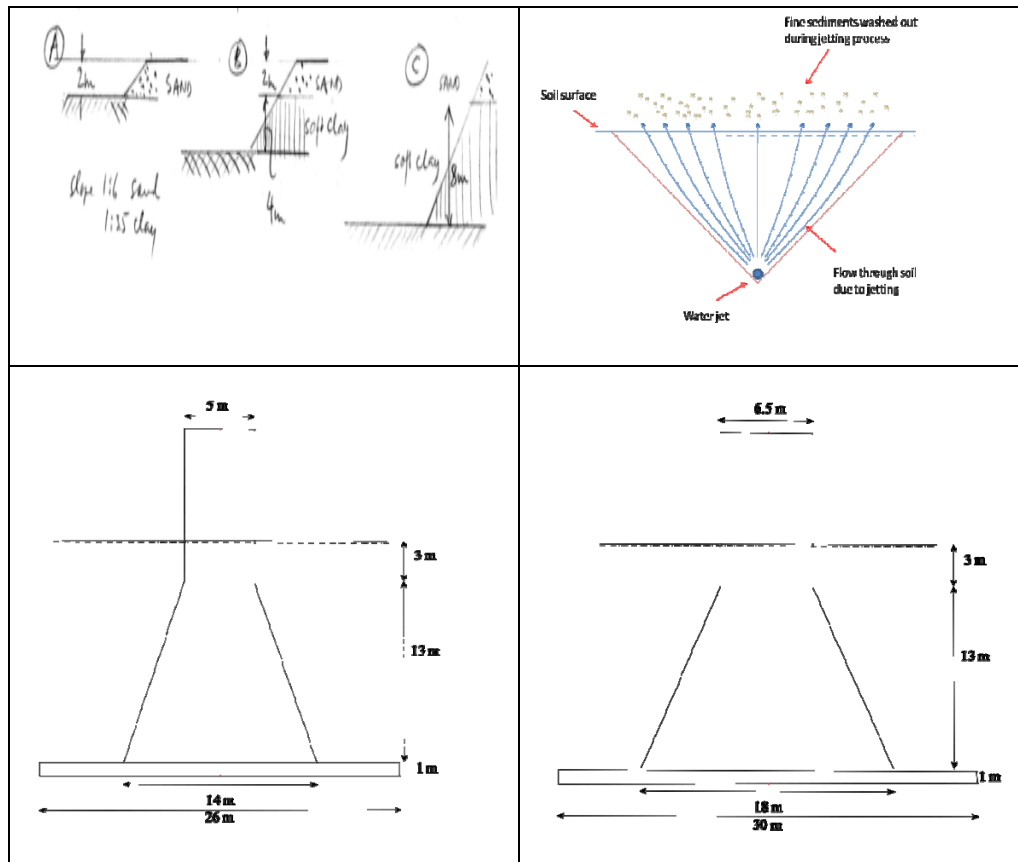 A
2m
SAND
B
2m
SAND
soft clay
4m
slope 1:6 sand
1:35 clay
C
SAND
soft clay
8m
Fine sediments washed out
during jetting process
Soil surface
Flow through soil
due to jetting
Water jet
5 m
3 m
13 m
1 m
14 m
26 m
6.5 m
3 m
13 m
1 m
18 m
30 m